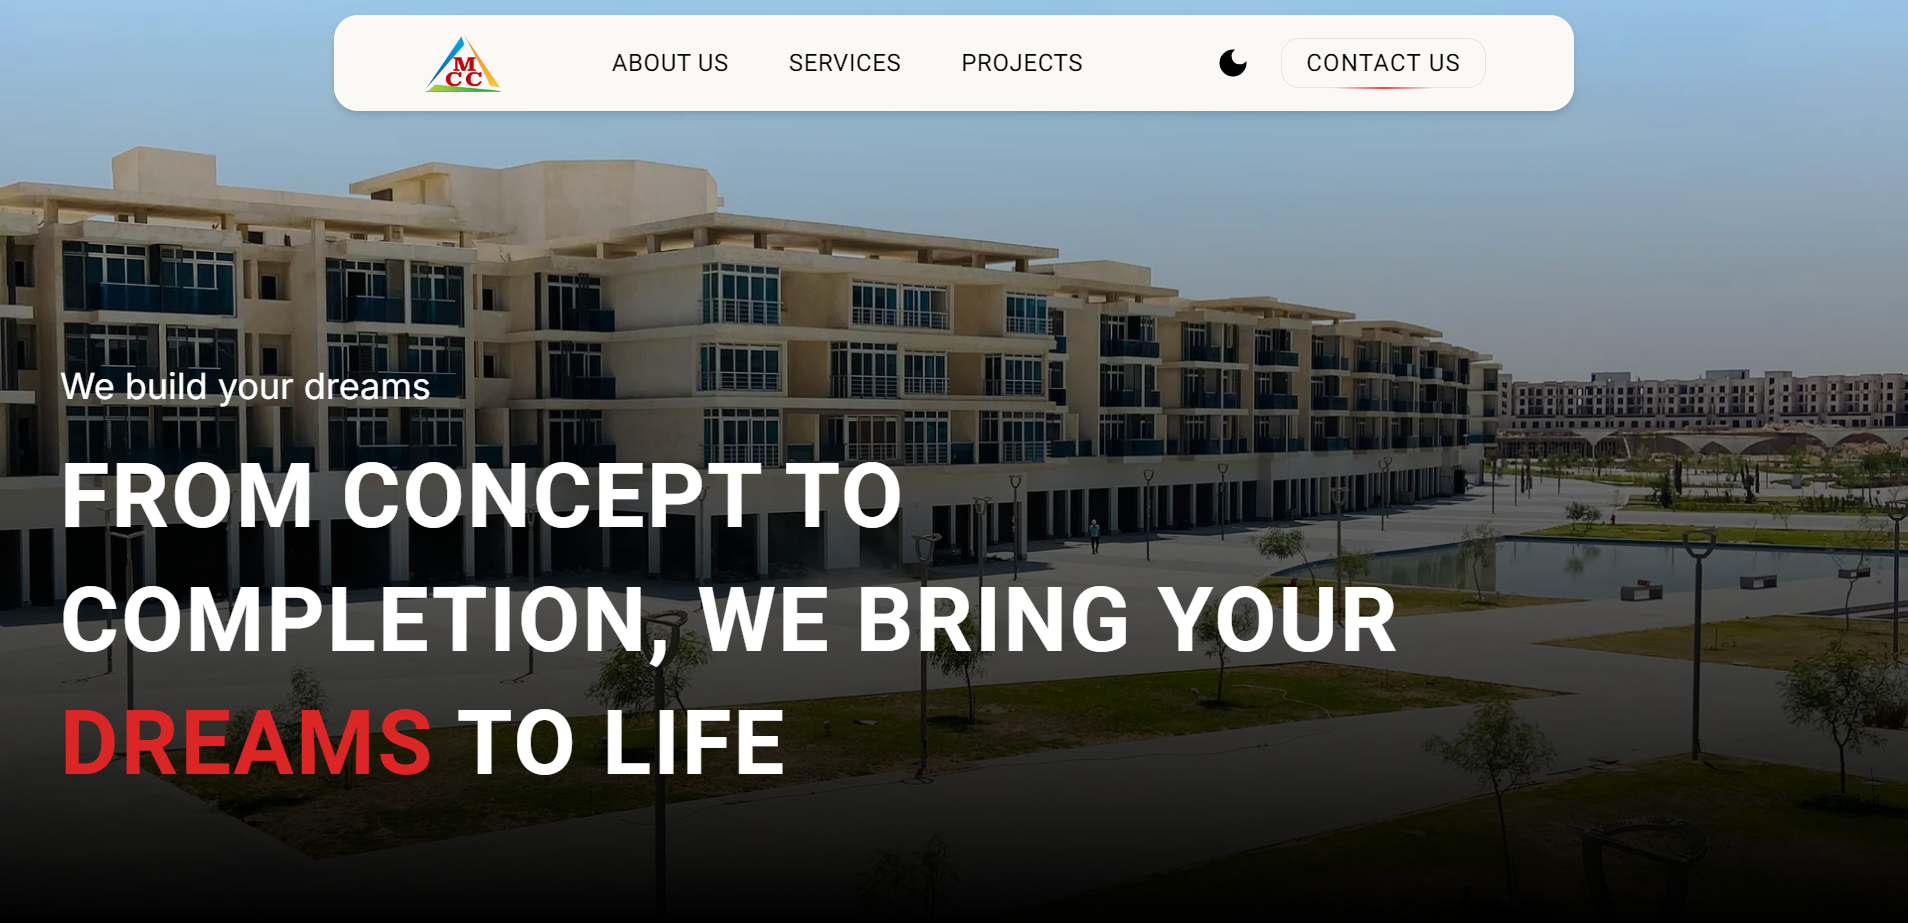 M
CC
ABOUT US
SERVICES
PROJECTS
CONTACT US
We build your dreams
FROM CONCEPT TO
COMPLETION, WE BRING YOUR
DREAMS TO LIFE